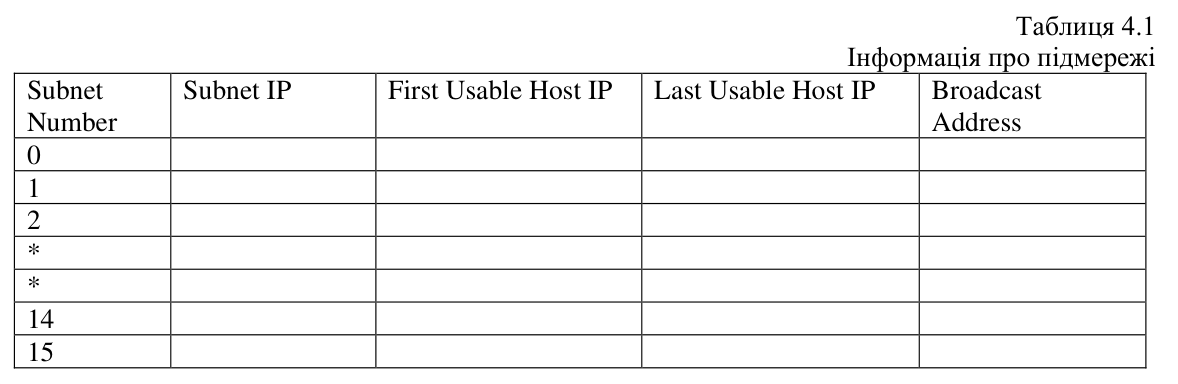 Таблиця 4.1
Інформація про підмережі
Subnet Number Subnet IP First Usable Host IP Last Usable Host IP Broadcast Address
0
1
2
*
*
14
15